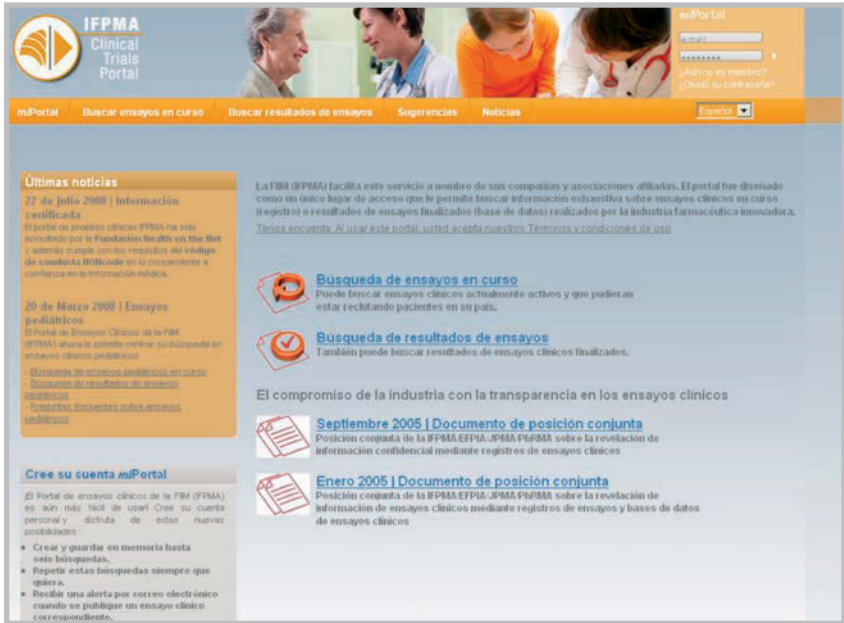 IFPMA
Clinical
Trials
Portal
miPortal
e-mail
********
¿Aún no es miembro?
¿Olvidó su contraseña?
miPortal Buscar ensayos en curso Buscar resultados de ensayos Sugerencias Noticias Español
Últimas noticias
22 de julio 2008 | Información
certificada
El portal de pruebas clínicas IFPMA ha sido
acreditado por la Fundación Health on the Net
y además cumple con los requisitos del código
de conducta HONcode en lo concerniente a
confianza en la información médica.
20 de Marzo 2008 | Ensayos
pediátricos
El Portal de Ensayos Clínicos de la FIIM
(IFPMA) ahora le permite centrar su búsqueda en
ensayos clínicos pediátricos
- Búsqueda de ensayos pediátricos en curso
- Búsqueda de resultados de ensayos
pediátricos
- Preguntas frecuentes sobre ensayos
pediátricos
Cree su cuenta miPortal
¡El Portal de ensayos clínicos de la FIIM (IFPMA)
es aún más fácil de usar! Cree su cuenta
personal y disfruta de estas nuevas
posibilidades
• Crear y guardar en memoria hasta
seis búsquedas.
• Repetir estas búsquedas siempre que
quiera.
• Recibir una alerta por correo electrónico
cuando se publique un ensayo clínico
correspondiente.
La FIIM (IFPMA) facilita este servicio a nombre de sus compañías y asociaciones afiliadas. El portal fue diseñado
como un único lugar de acceso que le permite buscar información exhaustiva sobre ensayos clínicos en curso
(registro) o resultados de ensayos finalizados (base de datos) realizados por la industria farmacéutica innovadora.
Tenga encuenta: Al usar este portal, usted acepta nuestros Términos y condiciones de uso
Búsqueda de ensayos en curso
Puede buscar ensayos clínicos actualmente activos y que pudieran
estar reclutando pacientes en su país.
Búsqueda de resultados de ensayos
También puede buscar resultados de ensayos clínicos finalizados.
El compromiso de la industria con la transparencia en los ensayos clínicos
Septiembre 2005 | Documento de posición conjunta
Posición conjunta de la IFPMA/EFPIA/JPMA/PhRMA sobre la revelación de
información confidencial mediante registros de ensayos clínicos
Enero 2005 | Documento de posición conjunta
Posición conjunta de la IFPMA/EFPIA/JPMA/PhRMA sobre la revelación de
información de ensayos clínicos mediante registros de ensayos y bases de datos
de ensayos clínicos